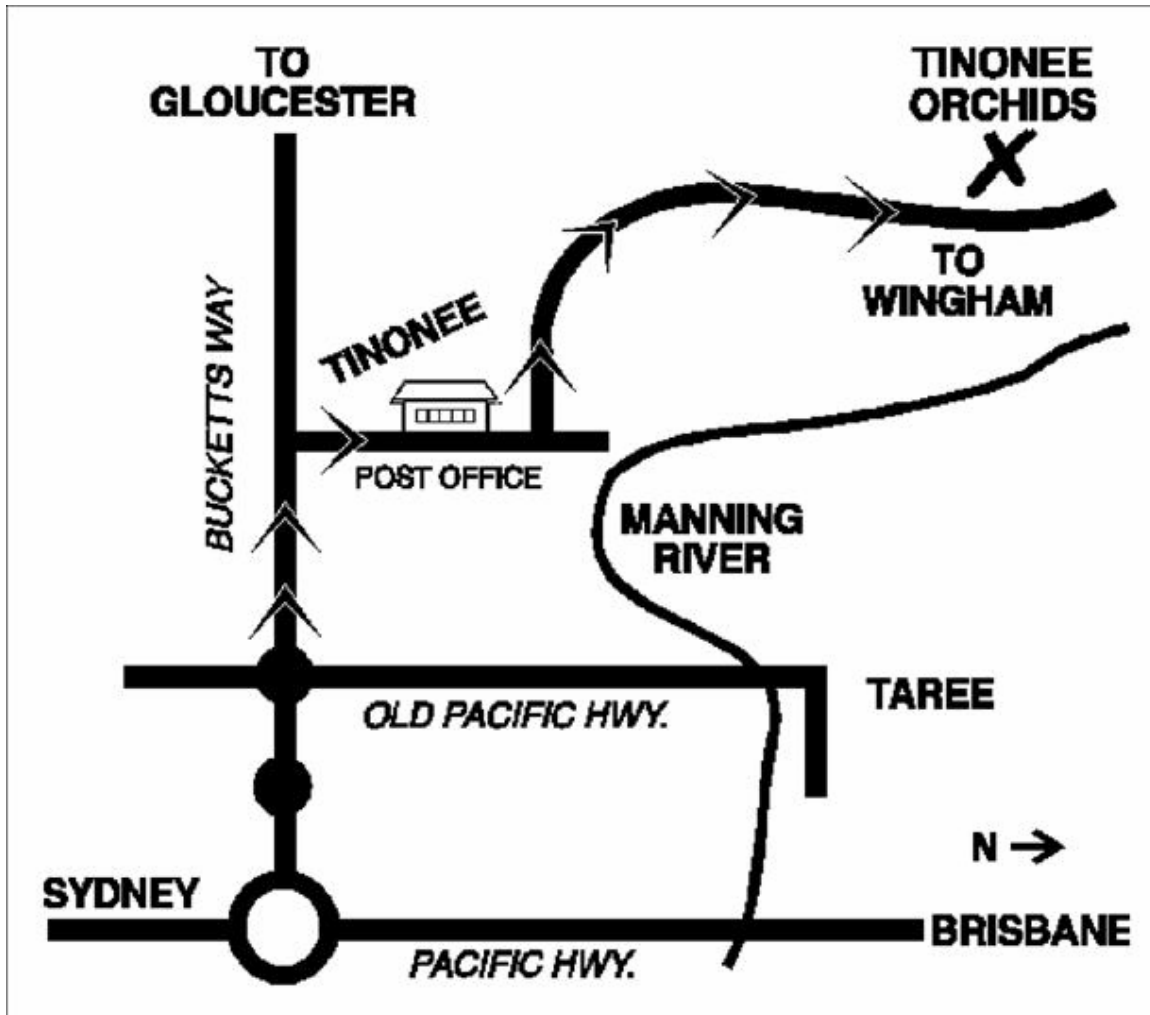 TO
GLOUCESTER
TINONEE
ORCHIDS
TO
WINGHAM
BUCKETTS WAY
TINONEE
POST OFFICE
MANNING
RIVER
OLD PACIFIC HWY.
TAREE
N
SYDNEY
BRISBANE
PACIFIC HWY.